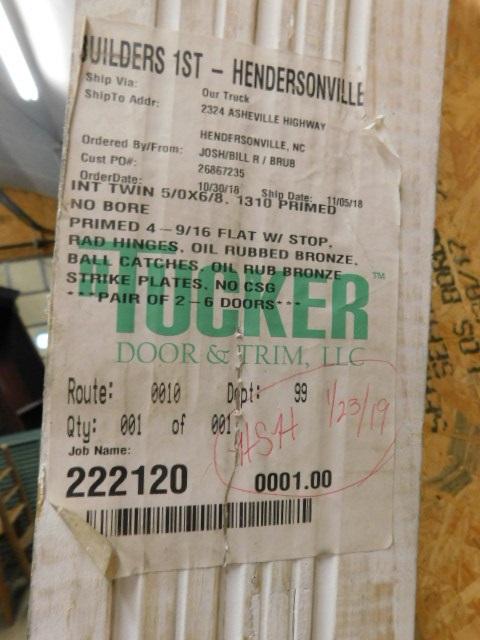 BUILDERS 1ST - HENDERSONVILLE
Ship Via: Our Truck
ShipTo Addr: 2324 ASHEVILLE HIGHWAY
HENDERSONVILLE, NC
Ordered By/From: JOSH/BILL R / BRUB
Cust PO#: 26867235
OrderDate: 10/30/18 Ship Date: 11/05/18
INT TWIN 5/0X6/8. 1310 PRIMED
NO BORE
PRIMED 4-9/16 FLAT W/ STOP,
RAD HINGES, OIL RUBBED BRONZE,
BALL CATCHES, OIL RUB BRONZE
STRIKE PLATES, NO CSG
***PAIR OF 2-6 DOORS***
TUCKER™
DOOR & TRIM, LLC
Route: 0010 Dept: 99
Qty: 001 of 001
HSH 1/23/19
Job Name:
222120 0001.00